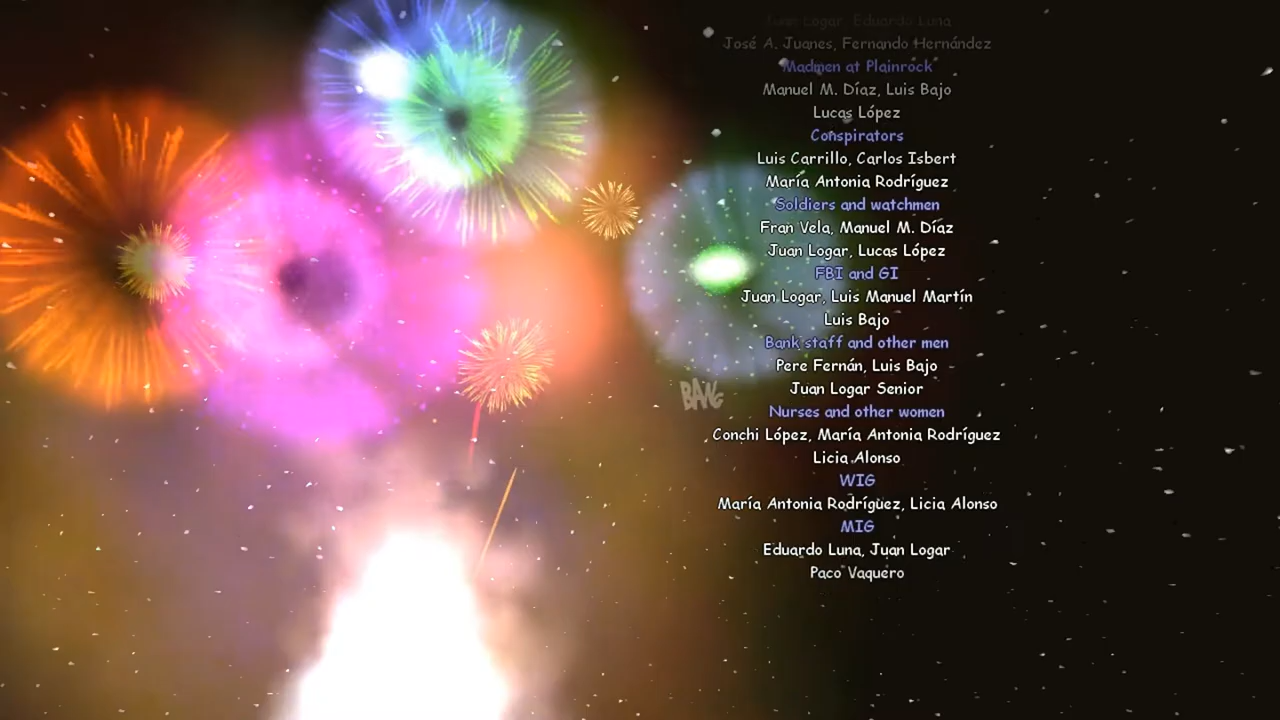 Juan Logar, Eduardo Luna
José A. Juanes, Fernando Hernández
Madmen at Plainrock
Manuel M. Díaz, Luis Bajo
Lucas López
Conspirators
Luis Carrillo, Carlos Isbert
María Antonia Rodríguez
Soldiers and watchmen
Fran Vela, Manuel M. Díaz
Juan Logar, Lucas López
FBI and GI
Juan Logar, Luis Manuel Martín
Luis Bajo
Bank staff and other men
Pere Fernán, Luis Bajo
Juan Logar Senior
BANG
Nurses and other women
Conchi López, María Antonia Rodríguez
Licia Alonso
WIG
María Antonia Rodríguez, Licia Alonso
MIG
Eduardo Luna, Juan Logar
Paco Vaquero